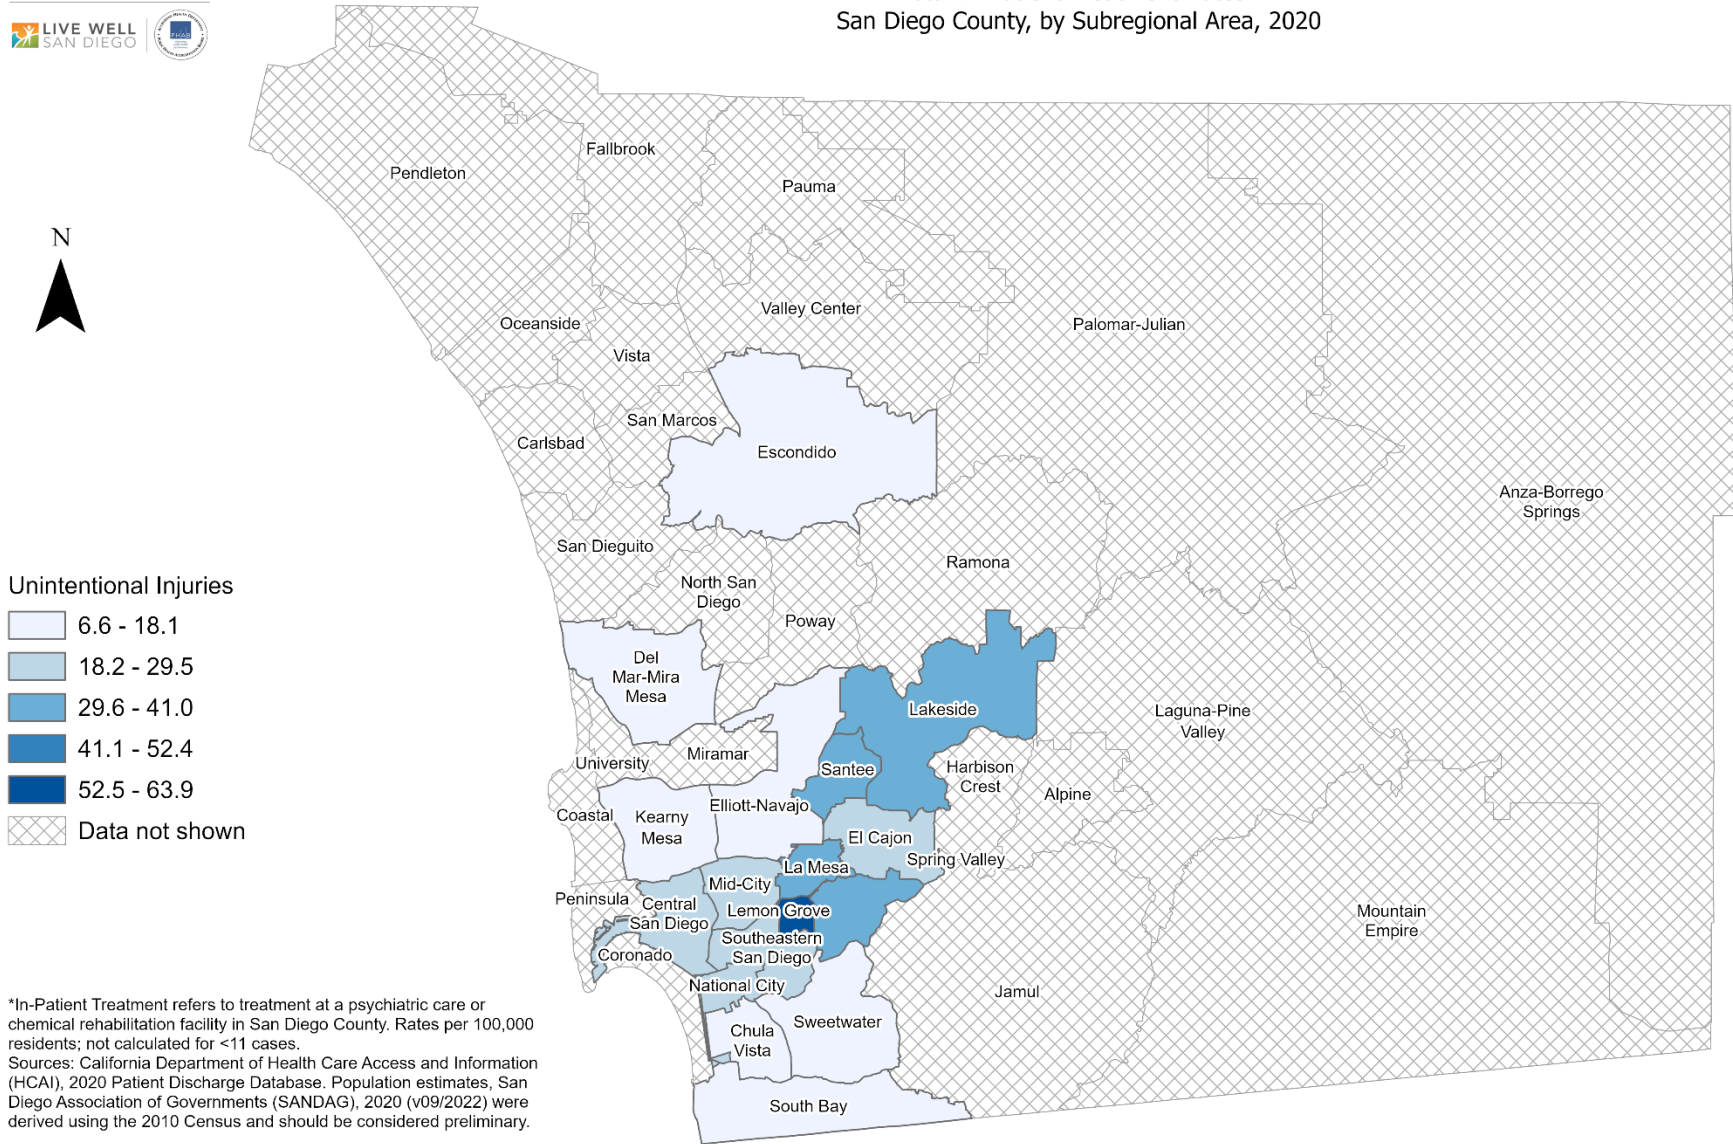 LIVE WELL
SAN DIEGO
PHAB
San Diego County, by Subregional Area, 2020
N
Fallbrook
Pendleton
Pauma
Valley Center
Oceanside
Palomar-Julian
Vista
San Marcos
Carlsbad
Escondido
Anza-Borrego
Springs
San Dieguito
Ramona
North San
Diego
Poway
Del
Mar-Mira
Mesa
Lakeside
Laguna-Pine
Valley
Miramar
University
Santee
Harbison
Crest
Alpine
Elliott-Navajo
Coastal
Kearny
Mesa
El Cajon
Spring Valley
La Mesa
Mid-City
Peninsula
Central
San Diego
Lemon Grove
Mountain
Empire
Southeastern
San Diego
Coronado
National City
Jamul
Sweetwater
Chula
Vista
South Bay
Unintentional Injuries
6.6 - 18.1
18.2 - 29.5
29.6 - 41.0
41.1 - 52.4
52.5 - 63.9
Data not shown
*In-Patient Treatment refers to treatment at a psychiatric care or
chemical rehabilitation facility in San Diego County. Rates per 100,000
residents; not calculated for <11 cases.
Sources: California Department of Health Care Access and Information
(HCAI), 2020 Patient Discharge Database. Population estimates, San
Diego Association of Governments (SANDAG), 2020 (v09/2022) were
derived using the 2010 Census and should be considered preliminary.